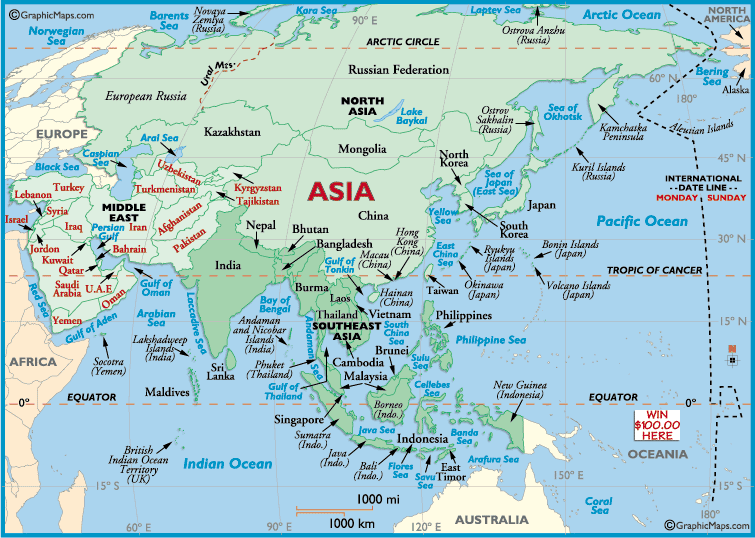 ©GraphicMaps.com
Novaya
Zemlya
(Russia)
Kara Sea
90° E
Laptev Sea
Arctic Ocean
NORTH
AMERICA
Barents
Sea
Norwegian
Sea
Ostrova Anzhu
(Russia)
ARCTIC CIRCLE
Ural Mts.
Russian Federation
60° N
Bering
Sea
Alaska
180°
European Russia
NORTH
ASIA
Lake
Baykal
Ostrov
Sakhalin
(Russia)
Sea of
Okhotsk
Kamchatka
Peninsula
Aleutian Islands
EUROPE
Kazakhstan
Aral Sea
Mongolia
Caspian
Sea
Black Sea
North
Korea
45° N
Kuril Islands
(Russia)
Uzbekistan
Turkmenistan
Kyrgyzstan
Tajikistan
ASIA
Sea of
Japan
(East Sea)
INTERNATIONAL
- - DATE LINE - -
MONDAY
SUNDAY
Lebanon
Turkey
Syria
Israel
MIDDLE
EAST
Iraq
Iran
Afghanistan
Pakistan
Persian
Gulf
China
Yellow
Sea
South
Korea
Japan
Pacific Ocean
Jordon
Kuwait
Qatar
Bahrain
Nepal
Bhutan
Bangladesh
Hong
Kong
(China)
Macau
(China)
East
China
Sea
Ryukyu
Islands
(Japan)
Bonin Islands
(Japan)
30° N
Saudi
Arabia
U.A.E
Oman
Gulf of
Oman
India
Gulf of
Tonkin
Burma
Laos
Hainan
(China)
Taiwan
Okinawa
(Japan)
Volcano Islands
(Japan)
TROPIC OF CANCER
Red Sea
Yemen
Gulf of Aden
Arabian
Sea
Laccadive Sea
Bay of
Bengal
Andaman
and Nicobar
Islands
(India)
Andaman Sea
Thailand
Vietnam
SOUTHEAST
ASIA
South
China
Sea
Philippines
Philippine Sea
15° N
AFRICA
Socotra
(Yemen)
Lakshadweep
Islands
(India)
Sri
Lanka
Phuket
(Thailand)
Cambodia
Brunei
Malaysia
Sulu
Sea
Maldives
Gulf of
Thailand
Celebes
Sea
New Guinea
(Indonesia)
0°
EQUATOR
EQUATOR
0°
Singapore
Borneo
(Indo.)
WIN
$100.00
HERE
Sumatra
(Indo.)
Java Sea
Indonesia
Banda
Sea
OCEANIA
British
Indian Ocean
Territory
(UK)
Indian Ocean
Java
(Indo.)
Bali
(Indo.)
Flores
Sea
Savu
Sea
East
Timor
Arafura Sea
15° S
150° E
15° S
1000 mi
1000 km
60° E
90° E
120° E
AUSTRALIA
Coral
Sea
180°
©GraphicMaps.com